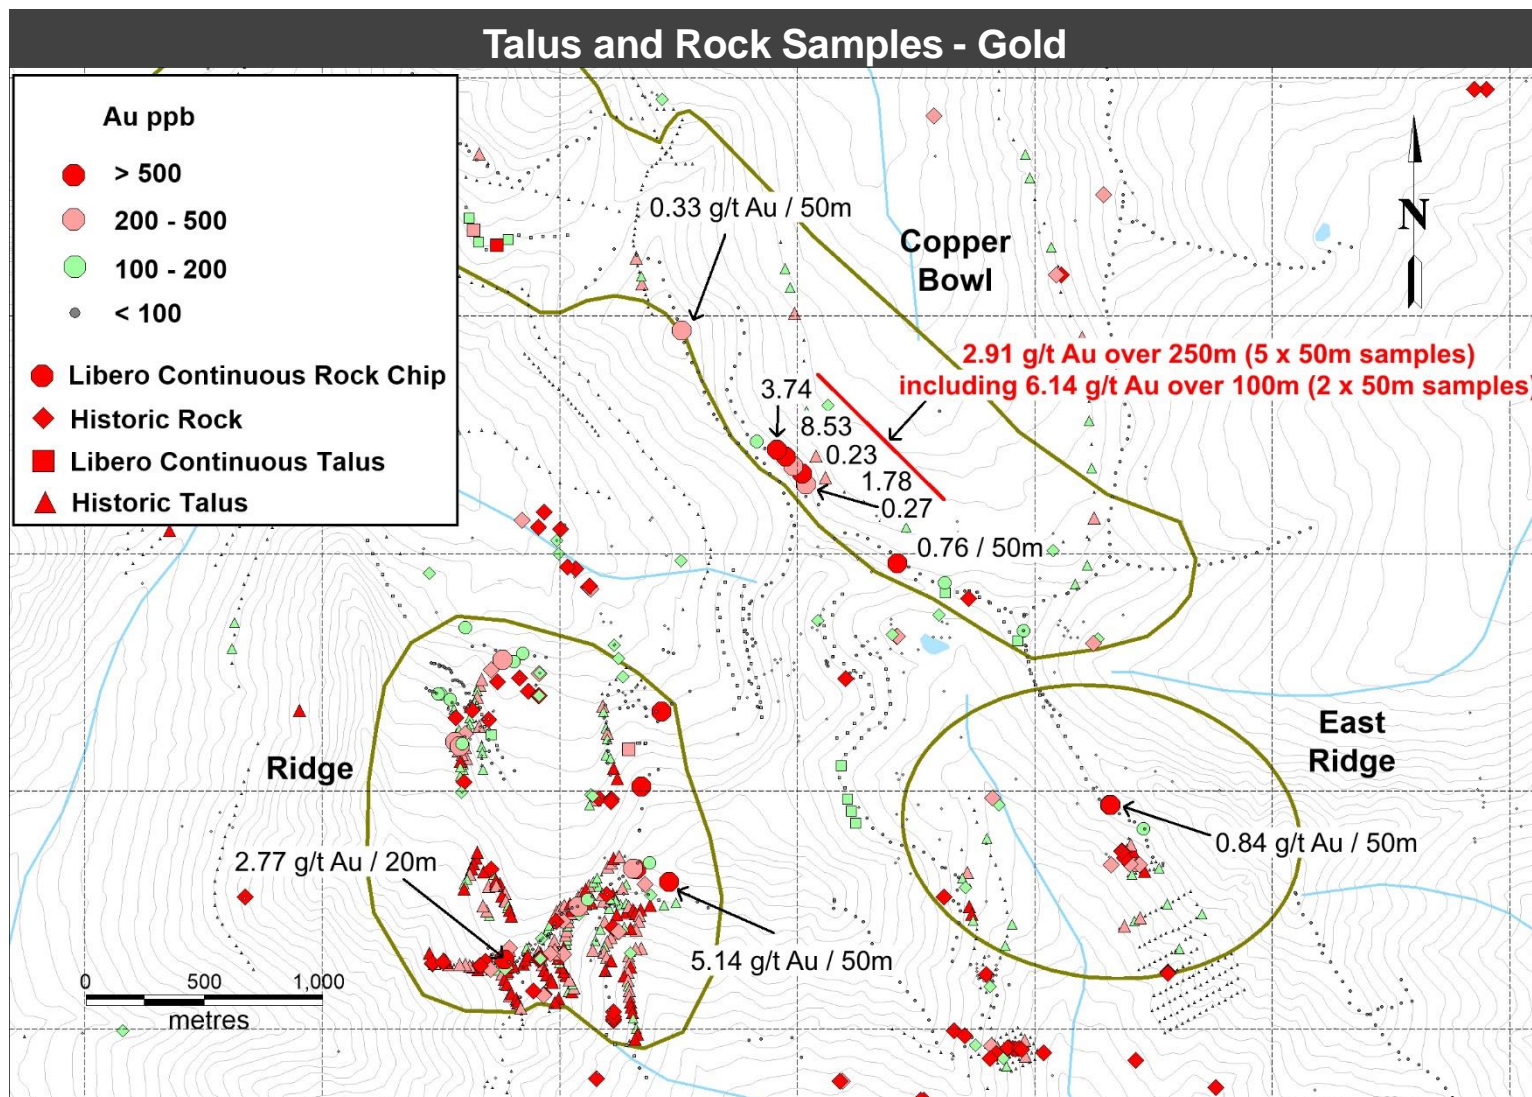 Talus and Rock Samples - Gold
Au ppb
> 500
200 - 500
100 - 200
< 100
Libero Continuous Rock Chip
Historic Rock
Libero Continuous Talus
Historic Talus
0.33 g/t Au / 50m
Copper
Bowl
N
2.91 g/t Au over 250m (5 x 50m samples)
including 6.14 g/t Au over 100m (2 x 50m samples)
3.74
8.53
0.23
1.78
0.27
0.76 / 50m
Ridge
East
Ridge
2.77 g/t Au / 20m
0.84 g/t Au / 50m
5.14 g/t Au / 50m
0 500 1,000
metres